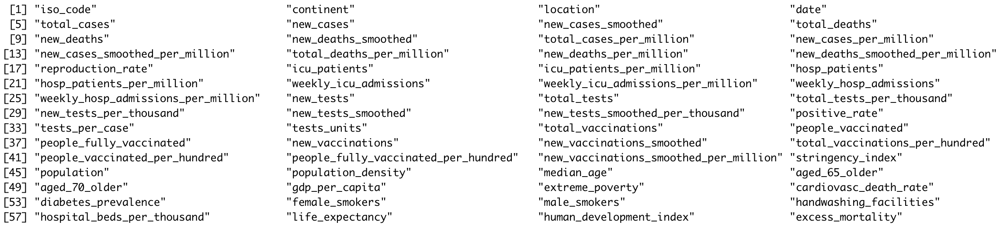 [1] "iso_code" "continent" "location" "date"
[5] "total_cases" "new_cases" "new_cases_smoothed" "total_deaths"
[9] "new_deaths" "new_deaths_smoothed" "total_cases_per_million" "new_cases_per_million"
[13] "new_cases_smoothed_per_million" "total_deaths_per_million" "new_deaths_per_million" "new_deaths_smoothed_per_million"
[17] "reproduction_rate" "icu_patients" "icu_patients_per_million" "hosp_patients"
[21] "hosp_patients_per_million" "weekly_icu_admissions" "weekly_icu_admissions_per_million" "weekly_hosp_admissions"
[25] "weekly_hosp_admissions_per_million" "new_tests" "total_tests" "total_tests_per_thousand"
[29] "new_tests_per_thousand" "new_tests_smoothed" "new_tests_smoothed_per_thousand" "positive_rate"
[33] "tests_per_case" "tests_units" "total_vaccinations" "people_vaccinated"
[37] "people_fully_vaccinated" "new_vaccinations" "new_vaccinations_smoothed" "total_vaccinations_per_hundred"
[41] "people_vaccinated_per_hundred" "people_fully_vaccinated_per_hundred" "new_vaccinations_smoothed_per_million" "stringency_index"
[45] "population" "population_density" "median_age" "aged_65_older"
[49] "aged_70_older" "gdp_per_capita" "extreme_poverty" "cardiovasc_death_rate"
[53] "diabetes_prevalence" "female_smokers" "male_smokers" "handwashing_facilities"
[57] "hospital_beds_per_thousand" "life_expectancy" "human_development_index" "excess_mortality"